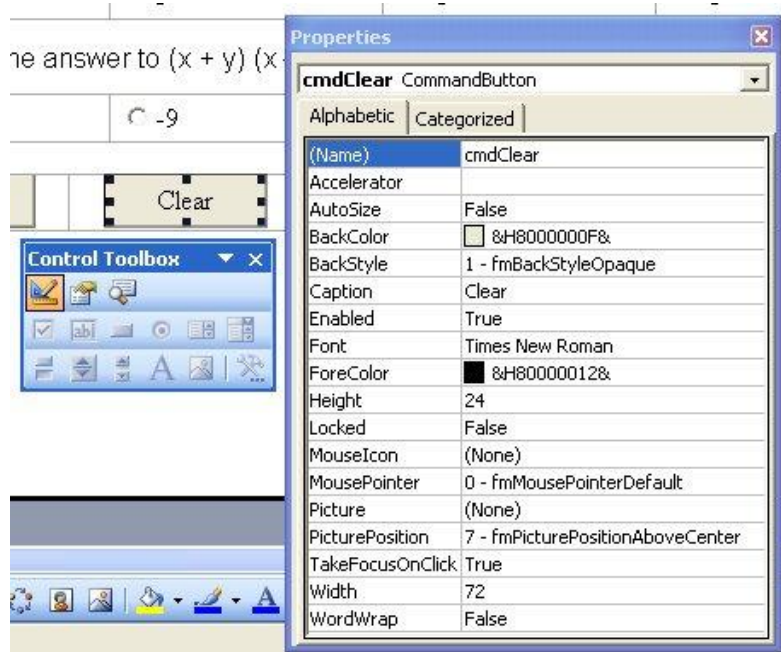 he answer to (x + y) (x
-9
Clear
Control Toolbox
Properties
cmdClear CommandButton
Alphabetic Categorized
(Name) cmdClear
Accelerator
AutoSize False
BackColor &H8000000F&
BackStyle 1 - fmBackStyleOpaque
Caption Clear
Enabled True
Font Times New Roman
ForeColor &H80000012&
Height 24
Locked False
MouseIcon (None)
MousePointer 0 - fmMousePointerDefault
Picture (None)
PicturePosition 7 - fmPicturePositionAboveCenter
TakeFocusOnClick True
Width 72
WordWrap False